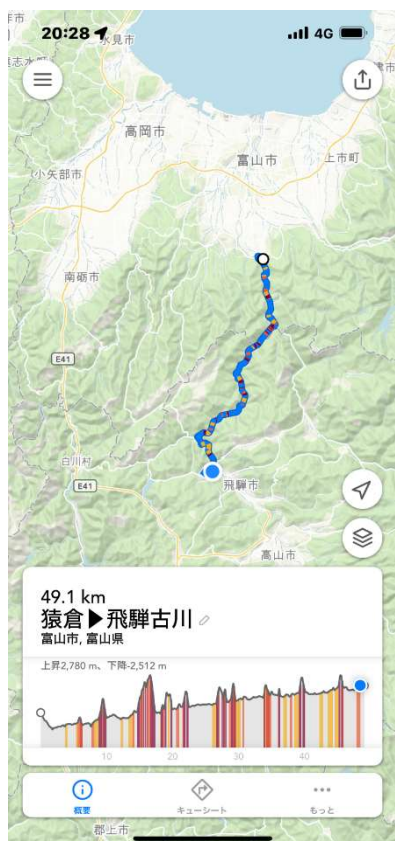 20:28
4G
氷見市
高岡市
富山市
上市町
小矢部市
南砺市
E41
白川村
E41
飛騨市
高山市
49.1 km
猿倉▶飛騨古川
富山市, 富山県
上昇2,780 m、下降-2,512 m
10 20 30 40
概要 キューシート もっと
郡上市